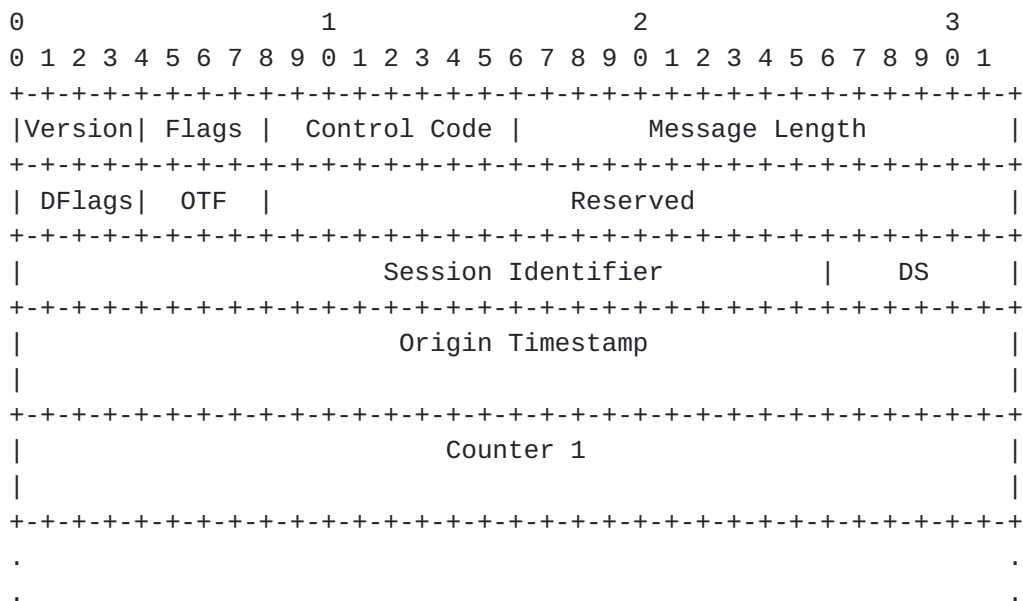 0                   1                   2                   3
0 1 2 3 4 5 6 7 8 9 0 1 2 3 4 5 6 7 8 9 0 1 2 3 4 5 6 7 8 9 0 1
+-+-+-+-+-+-+-+-+-+-+-+-+-+-+-+-+-+-+-+-+-+-+-+-+-+-+-+-+-+-+-+-+
|Version| Flags |  Control Code |        Message Length         |
+-+-+-+-+-+-+-+-+-+-+-+-+-+-+-+-+-+-+-+-+-+-+-+-+-+-+-+-+-+-+-+-+
| DFlags|  OTF  |                   Reserved                    |
+-+-+-+-+-+-+-+-+-+-+-+-+-+-+-+-+-+-+-+-+-+-+-+-+-+-+-+-+-+-+-+-+
|                       Session Identifier          |    DS     |
+-+-+-+-+-+-+-+-+-+-+-+-+-+-+-+-+-+-+-+-+-+-+-+-+-+-+-+-+-+-+-+-+
|                        Origin Timestamp                       |
|                                                               |
+-+-+-+-+-+-+-+-+-+-+-+-+-+-+-+-+-+-+-+-+-+-+-+-+-+-+-+-+-+-+-+-+
|                           Counter 1                           |
|                                                               |
+-+-+-+-+-+-+-+-+-+-+-+-+-+-+-+-+-+-+-+-+-+-+-+-+-+-+-+-+-+-+-+-+
.                                                               .
.                                                               .